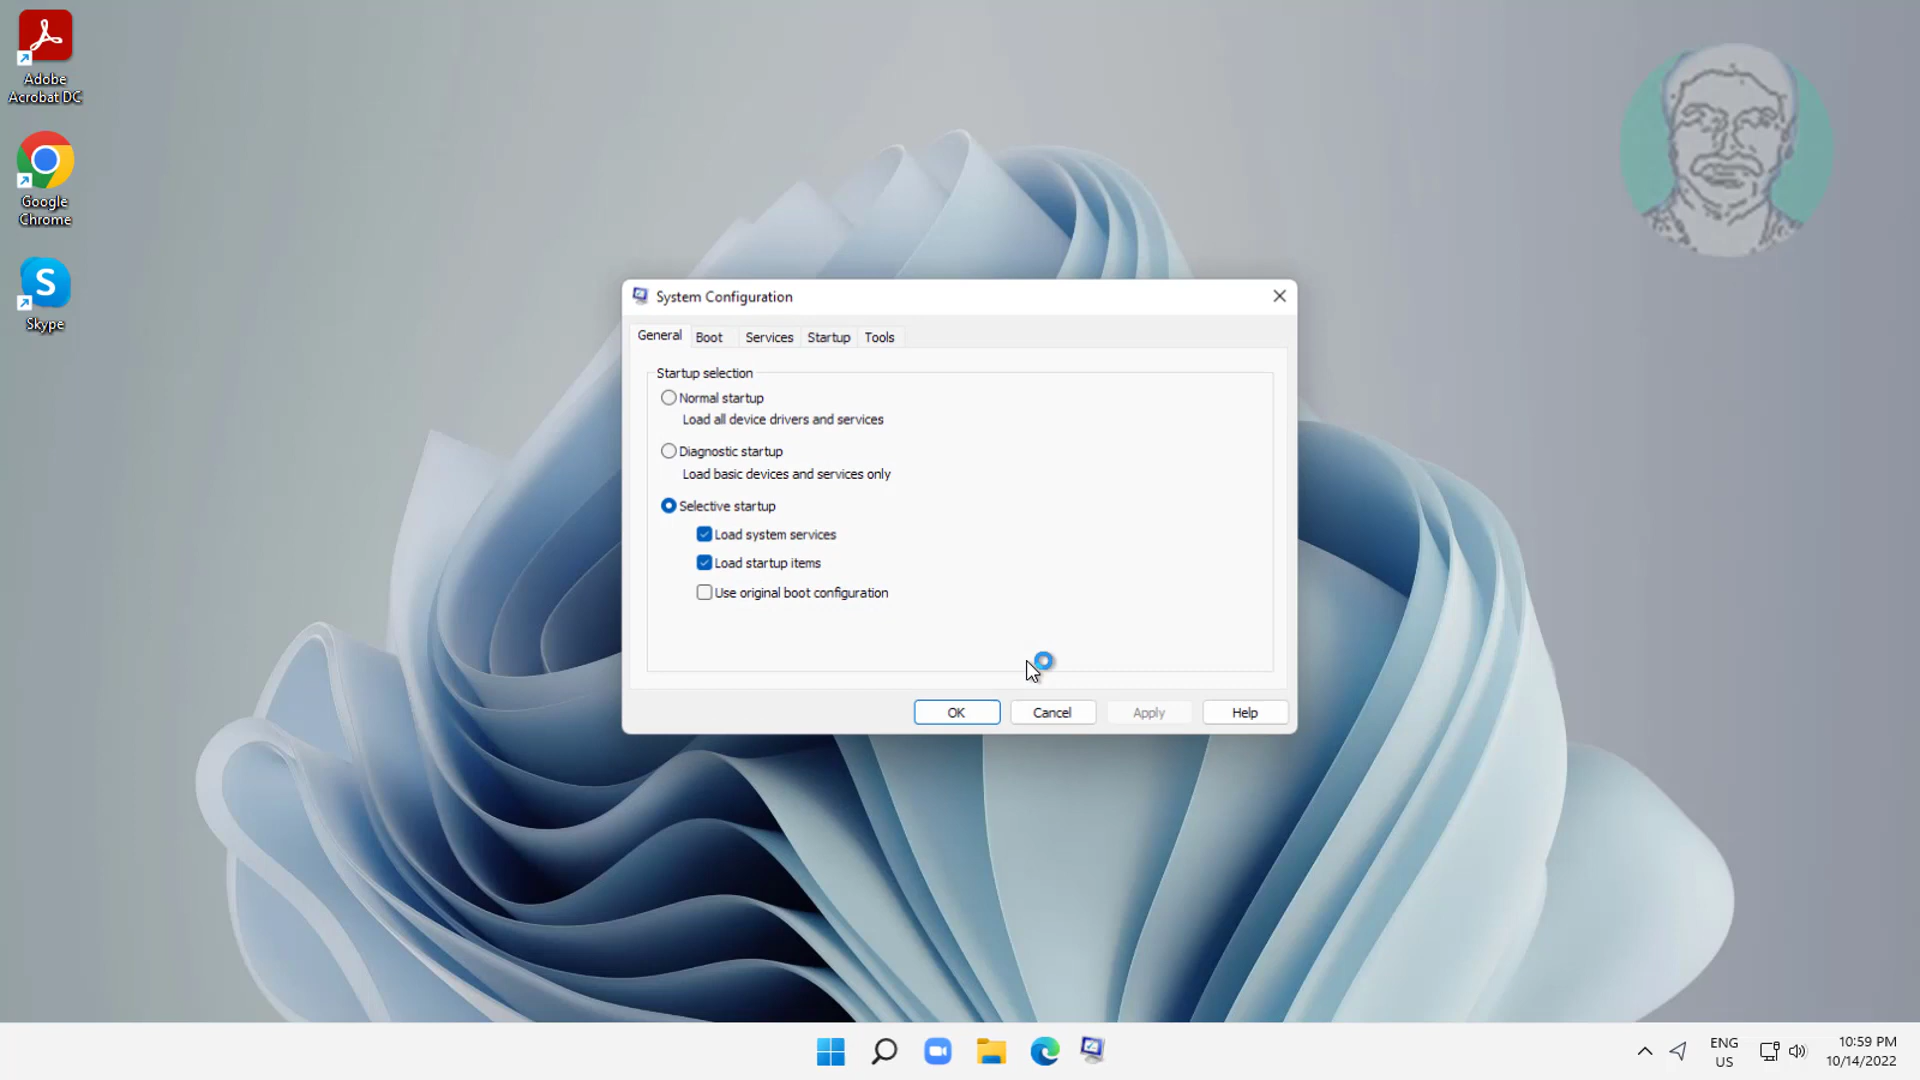 Adobe
Acrobat DC
Google
Chrome
S
Skype
System Configuration
General Boot Services Startup Tools
Startup selection
Normal startup
Load all device drivers and services
Diagnostic startup
Load basic devices and services only
Selective startup
Load system services
Load startup items
Use original boot configuration
OK Cancel Apply Help
ENG
US
10:59 PM
10/14/2022